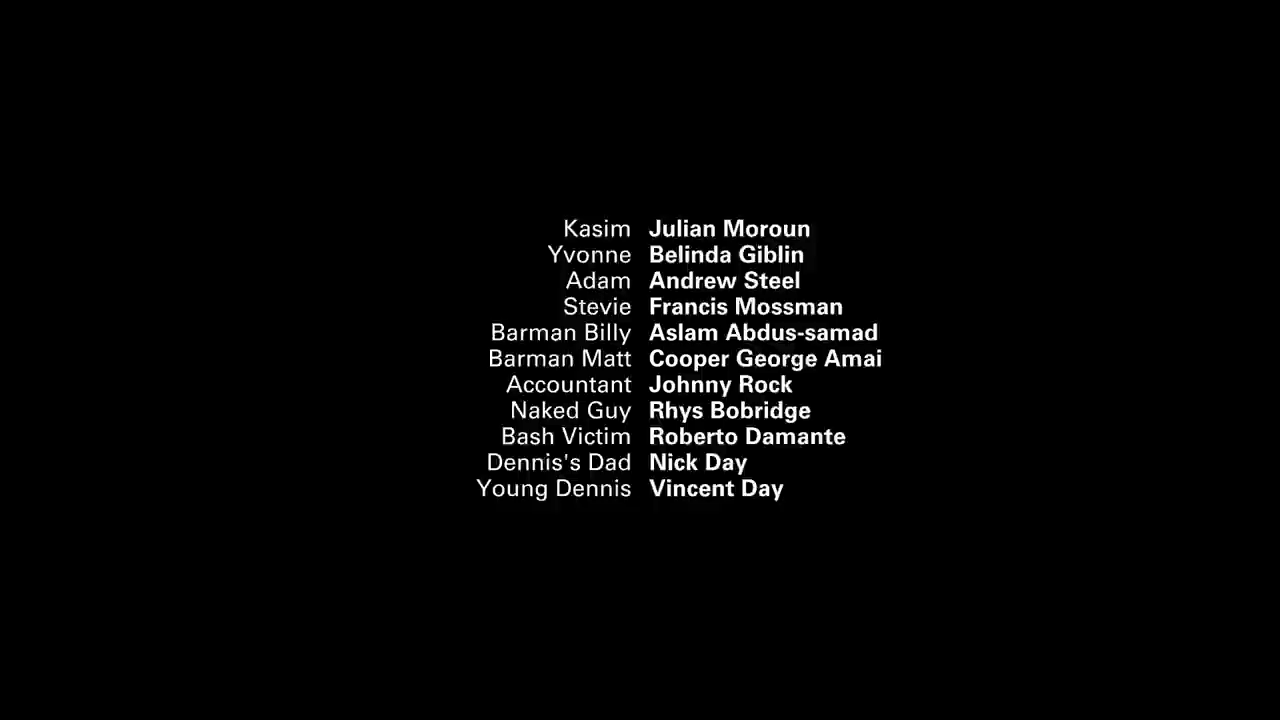 Kasim Julian Moroun
Yvonne Belinda Giblin
Adam Andrew Steel
Stevie Francis Mossman
Barman Billy Aslam Abdus-samad
Barman Matt Cooper George Amai
Accountant Johnny Rock
Naked Guy Rhys Bobridge
Bash Victim Roberto Damante
Dennis's Dad Nick Day
Young Dennis Vincent Day